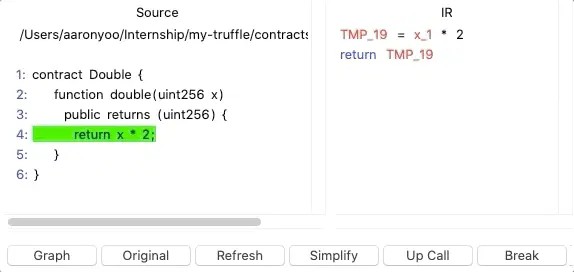 Source
/Users/aaronyoo/Internship/my-truffle/contracts
1: contract Double {
2: function double(uint256 x)
3: public returns (uint256) {
4: return x * 2;
5: }
6: }
IR
TMP_19 = x_1 * 2
return TMP_19
Graph Original Refresh Simplify Up Call Break